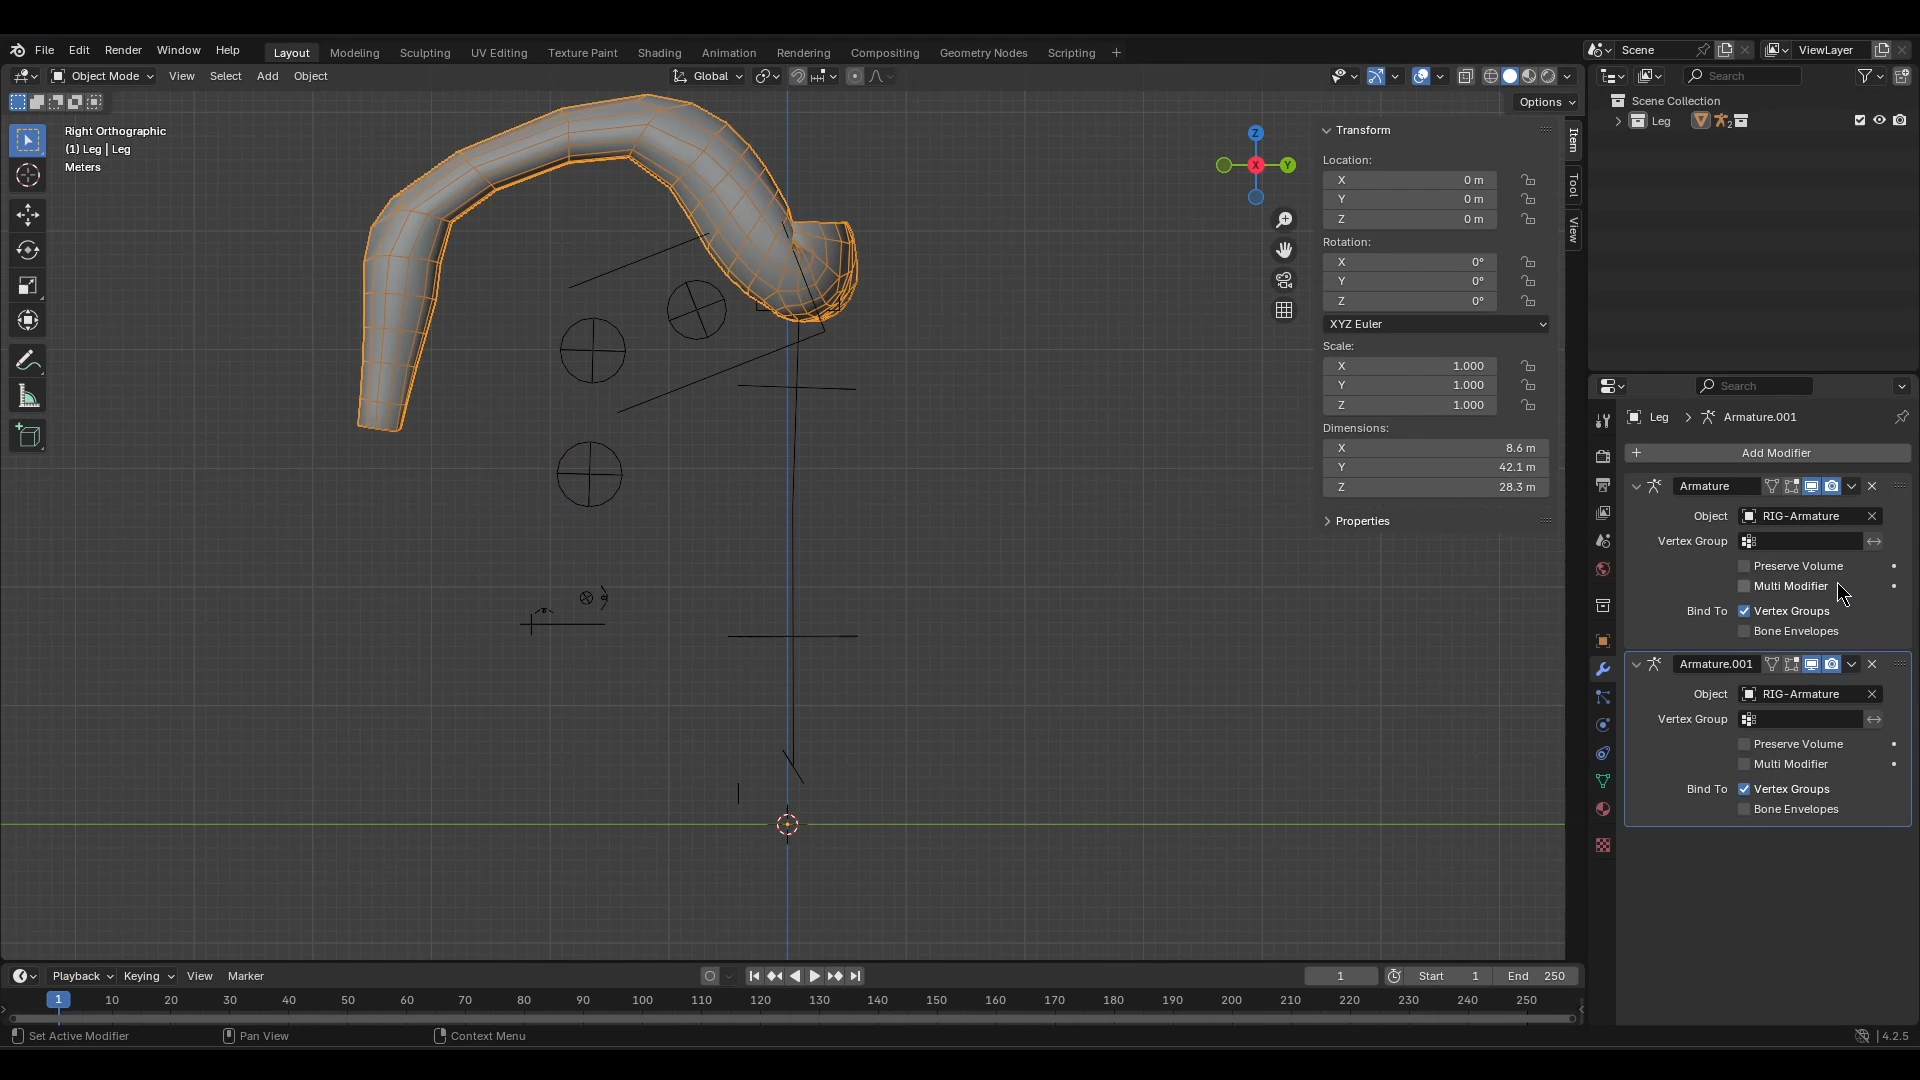 File Edit Render Window Help Layout Modeling Sculpting UV Editing Texture Paint Shading Animation Rendering Compositing Geometry Nodes Scripting + Scene ViewLayer
Object Mode View Select Add Object Global Search
Options
Right Orthographic
(1) Leg | Leg
Meters
Z
X
Y
Transform
Location:
X 0 m
Y 0 m
Z 0 m
Rotation:
X 0°
Y 0°
Z 0°
XYZ Euler
Scale:
X 1.000
Y 1.000
Z 1.000
Dimensions:
X 8.6 m
Y 42.1 m
Z 28.3 m
Properties
Item
Tool
View
Scene Collection
Leg 2
Search
Leg > Armature.001
+ Add Modifier
Armature
Object RIG-Armature
Vertex Group
Preserve Volume
Multi Modifier
Bind To Vertex Groups
Bone Envelopes
Armature.001
Object RIG-Armature
Vertex Group
Preserve Volume
Multi Modifier
Bind To Vertex Groups
Bone Envelopes
Playback Keying View Marker 1 Start 1 End 250
1 10 20 30 40 50 60 70 80 90 100 110 120 130 140 150 160 170 180 190 200 210 220 230 240 250
Set Active Modifier Pan View Context Menu 4.2.5